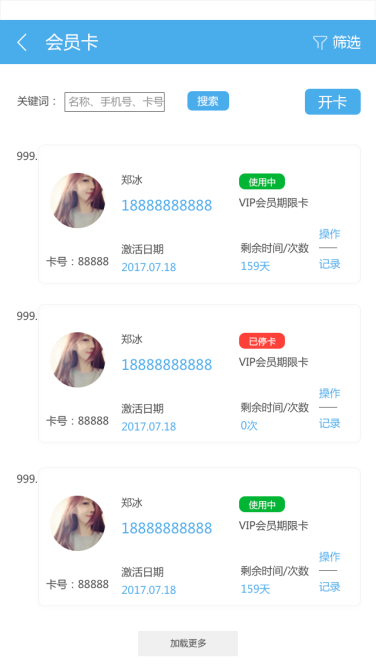 会员卡
筛选
关键词：
名称、手机号、卡号
搜索
开卡
999.
郑冰
18888888888
使用中
VIP会员期限卡
卡号：88888
激活日期
2017.07.18
剩余时间/次数
159天
操作
记录
999.
郑冰
18888888888
已停卡
VIP会员期限卡
卡号：88888
激活日期
2017.07.18
剩余时间/次数
0次
操作
记录
999.
郑冰
18888888888
使用中
VIP会员期限卡
卡号：88888
激活日期
2017.07.18
剩余时间/次数
159天
操作
记录
加载更多